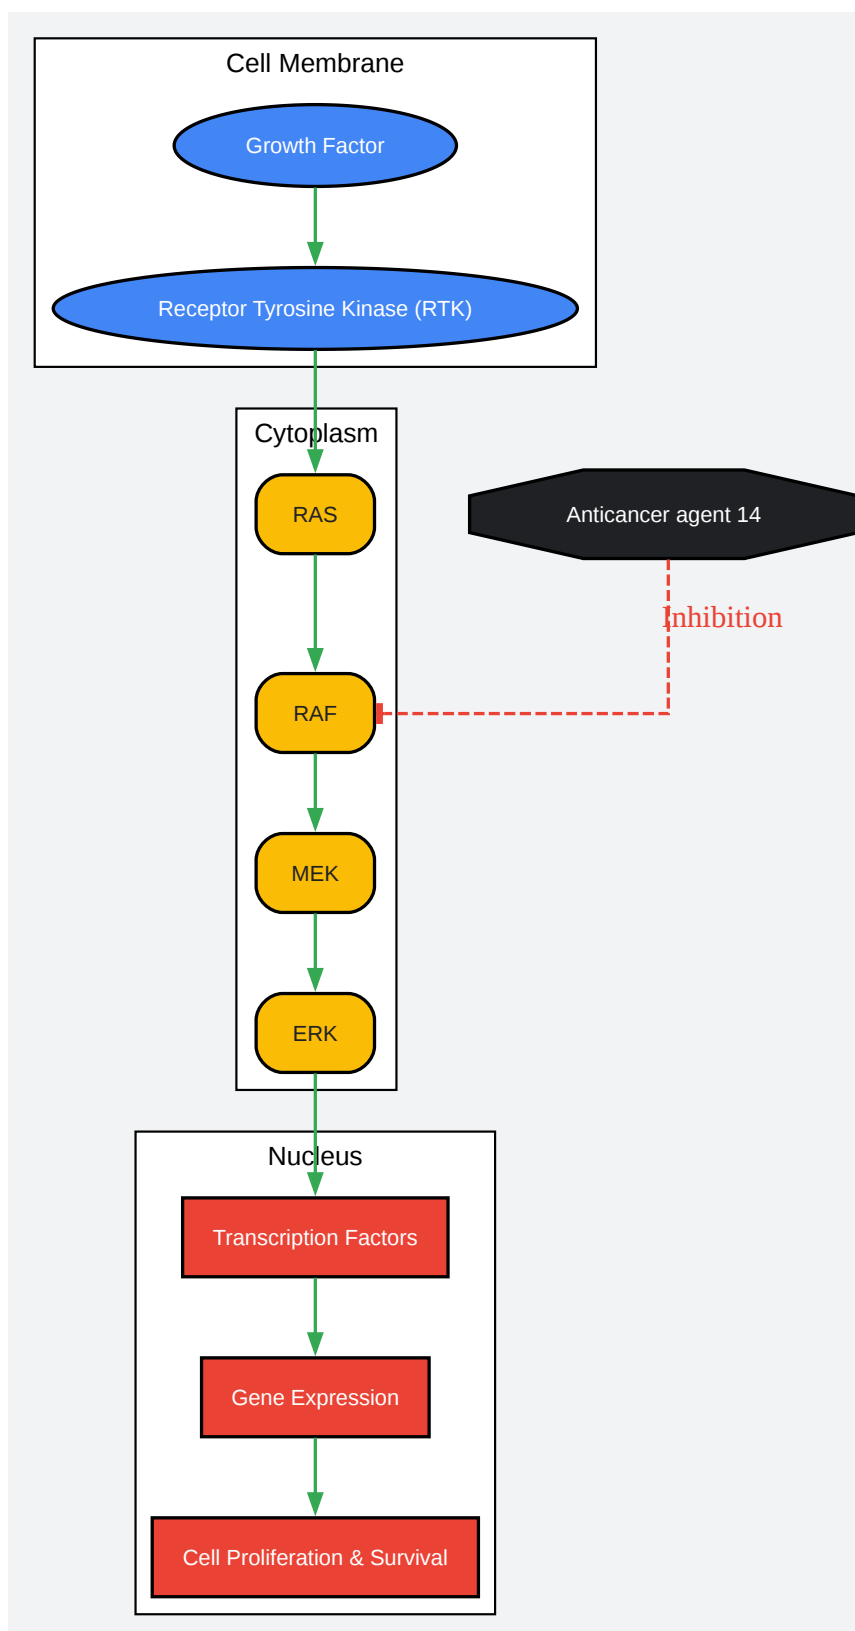 Cell Membrane
Growth Factor
Receptor Tyrosine Kinase (RTK)
Cytoplasm
RAS
Anticancer agent 14
Inhibition
RAF
MEK
ERK
Nucleus
Transcription Factors
Gene Expression
Cell Proliferation & Survival